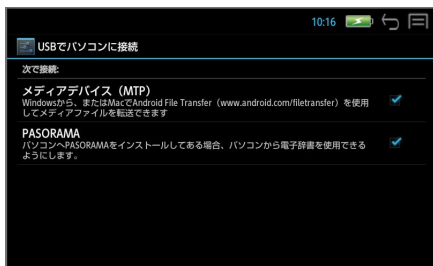 10:16
USBでパソコンに接続
次で接続:
メディアデバイス（MTP）
Windowsから、またはMacでAndroid File Transfer（www.android.com/filetransfer）を使用
してメディアファイルを転送できます
PASORAMA
パソコンへPASORAMAをインストールしてある場合、パソコンから電子辞書を使用できる
ようにします。